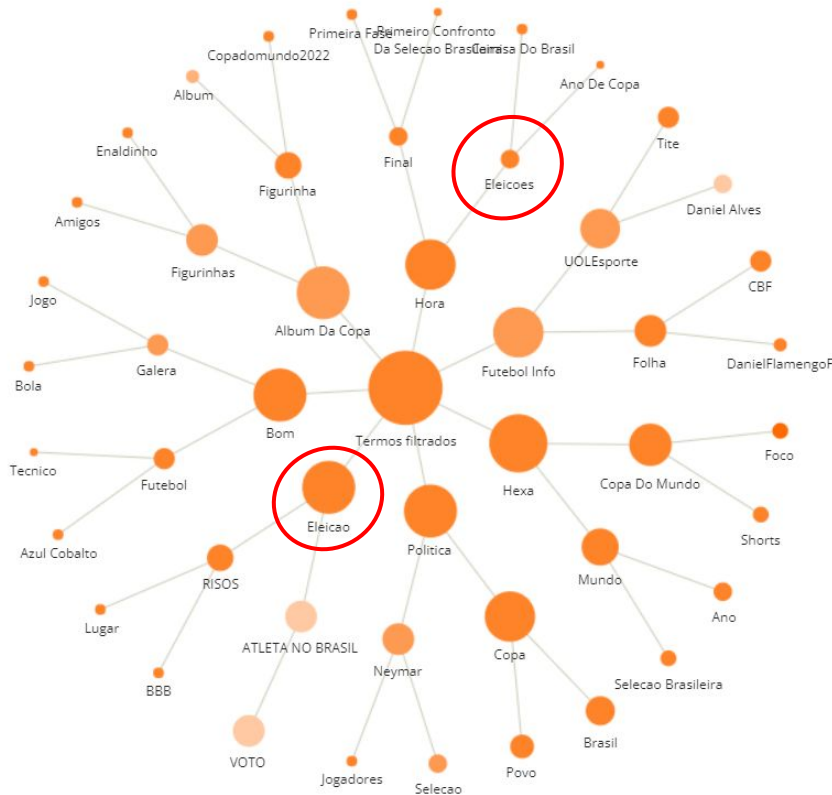 Primeira Fase
Primeiro Confronto
Da Selecao Brasileira
Camisa Do Brasil
Copadomundo2022
Ano De Copa
Album
Tite
Enaldinho
Final
Figurinha
Eleicoes
Daniel Alves
Amigos
Figurinhas
UOLEsporte
CBF
Jogo
Album Da Copa
Hora
Galera
Futebol Info
Folha
DanielFlamengoF
Bola
Bom
Termos filtrados
Tecnico
Futebol
Hexa
Copa Do Mundo
Foco
Azul Cobalto
Eleicao
Politica
Shorts
RISOS
Mundo
Lugar
ATLETA NO BRASIL
Neymar
Copa
Ano
BBB
Selecao Brasileira
VOTO
Jogadores
Selecao
Povo
Brasil